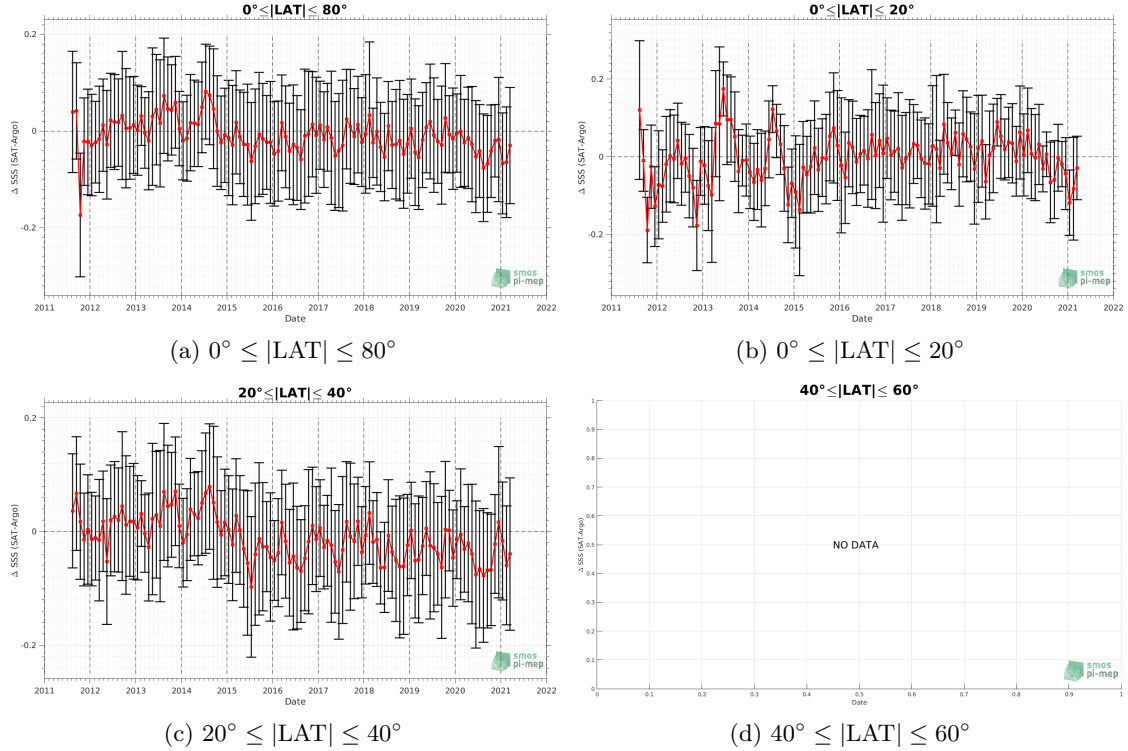 0°≤|LAT|≤ 80°
0.2
0
-0.2
Δ SSS (SAT-Argo)
2011 2012 2013 2014 2015 2016 2017 2018 2019 2020 2021 2022
Date
smos
pi-mep
(a) 0° ≤ |LAT| ≤ 80°
0°≤|LAT|≤ 20°
0.2
0
-0.2
Δ SSS (SAT-Argo)
2011 2012 2013 2014 2015 2016 2017 2018 2019 2020 2021 2022
Date
smos
pi-mep
(b) 0° ≤ |LAT| ≤ 20°
20°≤|LAT|≤ 40°
0.2
0
-0.2
Δ SSS (SAT-Argo)
2011 2012 2013 2014 2015 2016 2017 2018 2019 2020 2021 2022
Date
smos
pi-mep
(c) 20° ≤ |LAT| ≤ 40°
40°≤|LAT|≤ 60°
1
0.9
0.8
0.7
0.6
0.5
0.4
0.3
0.2
0.1
0
Δ SSS (SAT-Argo)
NO DATA
0 0.1 0.2 0.3 0.4 0.5 0.6 0.7 0.8 0.9 1
Date
smos
pi-mep
(d) 40° ≤ |LAT| ≤ 60°